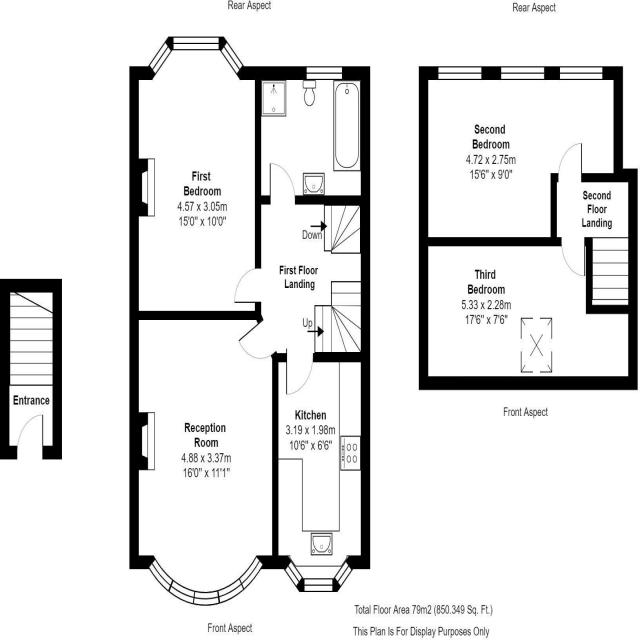 Rear Aspect
Rear Aspect
First
Bedroom
4.57 x 3.05m
15'0" x 10'0"
Down
First Floor
Landing
Up
Second
Bedroom
4.72 x 2.75m
15'6" x 9'0"
Second
Floor
Landing
Third
Bedroom
5.33 x 2.28m
17'6" x 7'6"
Front Aspect
Entrance
Reception
Room
4.88 x 3.37m
16'0" x 11'1"
Kitchen
3.19 x 1.98m
10'6" x 6'6"
Front Aspect
Total Floor Area 79m2 (850.349 Sq. Ft.)
This Plan Is For Display Purposes Only